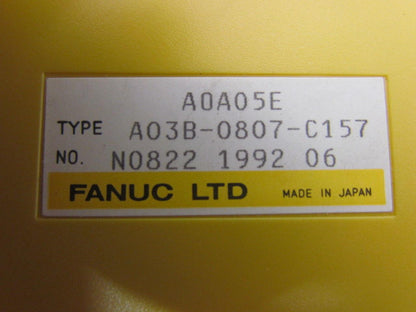 A0A05E
TYPE A03B-0807-C157
NO. N0822 1992 06
FANUC LTD MADE IN JAPAN